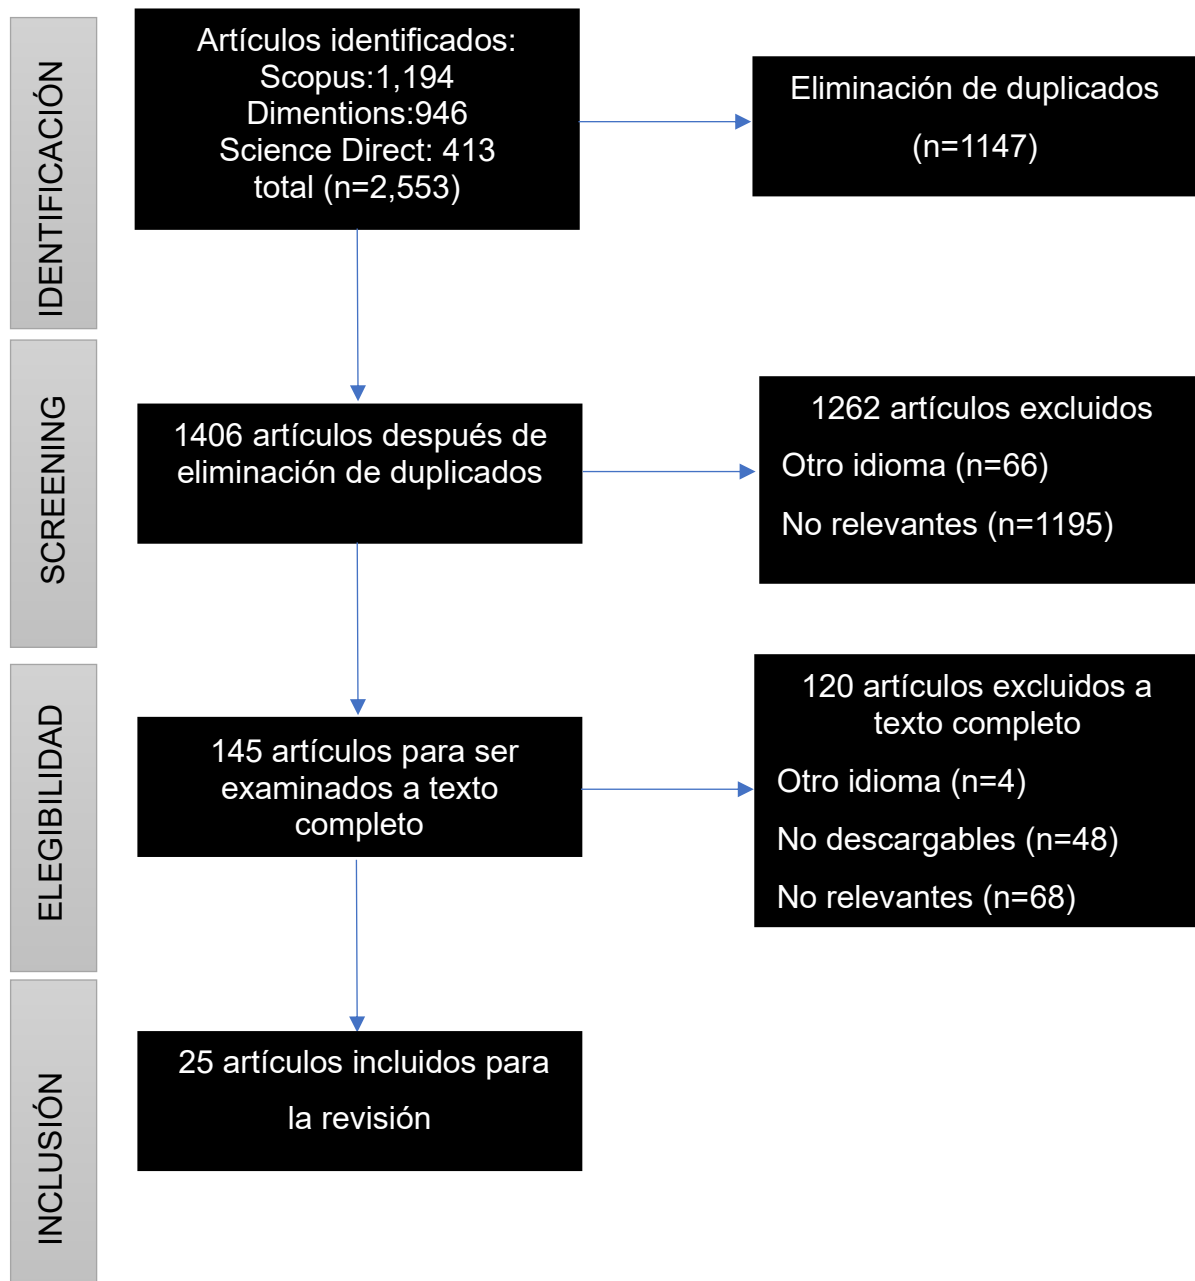 IDENTIFICACIÓN
Artículos identificados:
Scopus:1,194
Dimentions:946
Science Direct: 413
total (n=2,553)
Eliminación de duplicados
(n=1147)
SCREENING
1406 artículos después de
eliminación de duplicados
1262 artículos excluidos
Otro idioma (n=66)
No relevantes (n=1195)
ELEGIBILIDAD
145 artículos para ser
examinados a texto
completo
120 artículos excluidos a
texto completo
Otro idioma (n=4)
No descargables (n=48)
No relevantes (n=68)
INCLUSIÓN
25 artículos incluidos para
la revisión